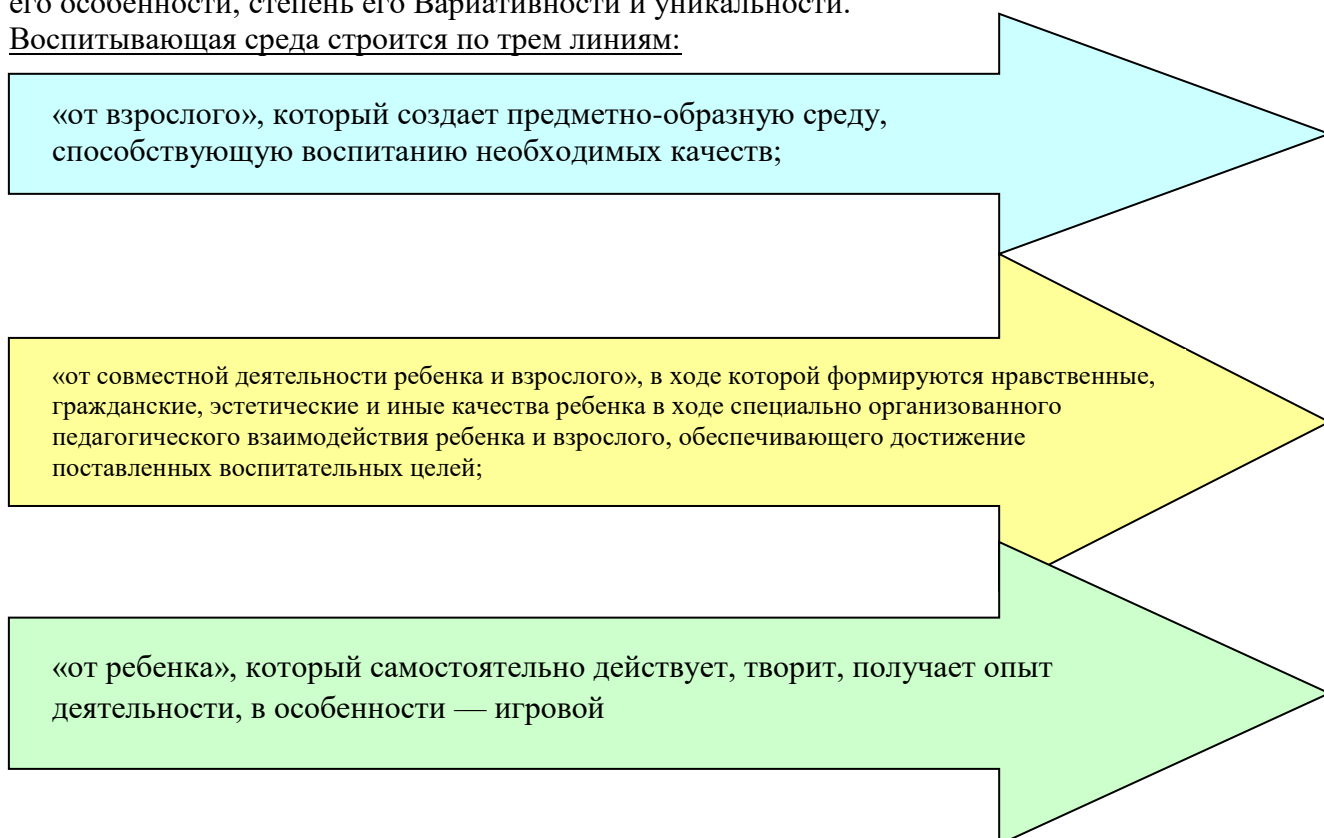 его особенности, степень его Вариативности и уникальности.
Воспитывающая среда строится по трем линиям:
«от взрослого», который создает предметно-образную среду,
способствующую воспитанию необходимых качеств;
«от совместной деятельности ребенка и взрослого», в ходе которой формируются нравственные,
гражданские, эстетические и иные качества ребенка в ходе специально организованного
педагогического взаимодействия ребенка и взрослого, обеспечивающего достижение
поставленных воспитательных целей;
«от ребенка», который самостоятельно действует, творит, получает опыт
деятельности, в особенности — игровой